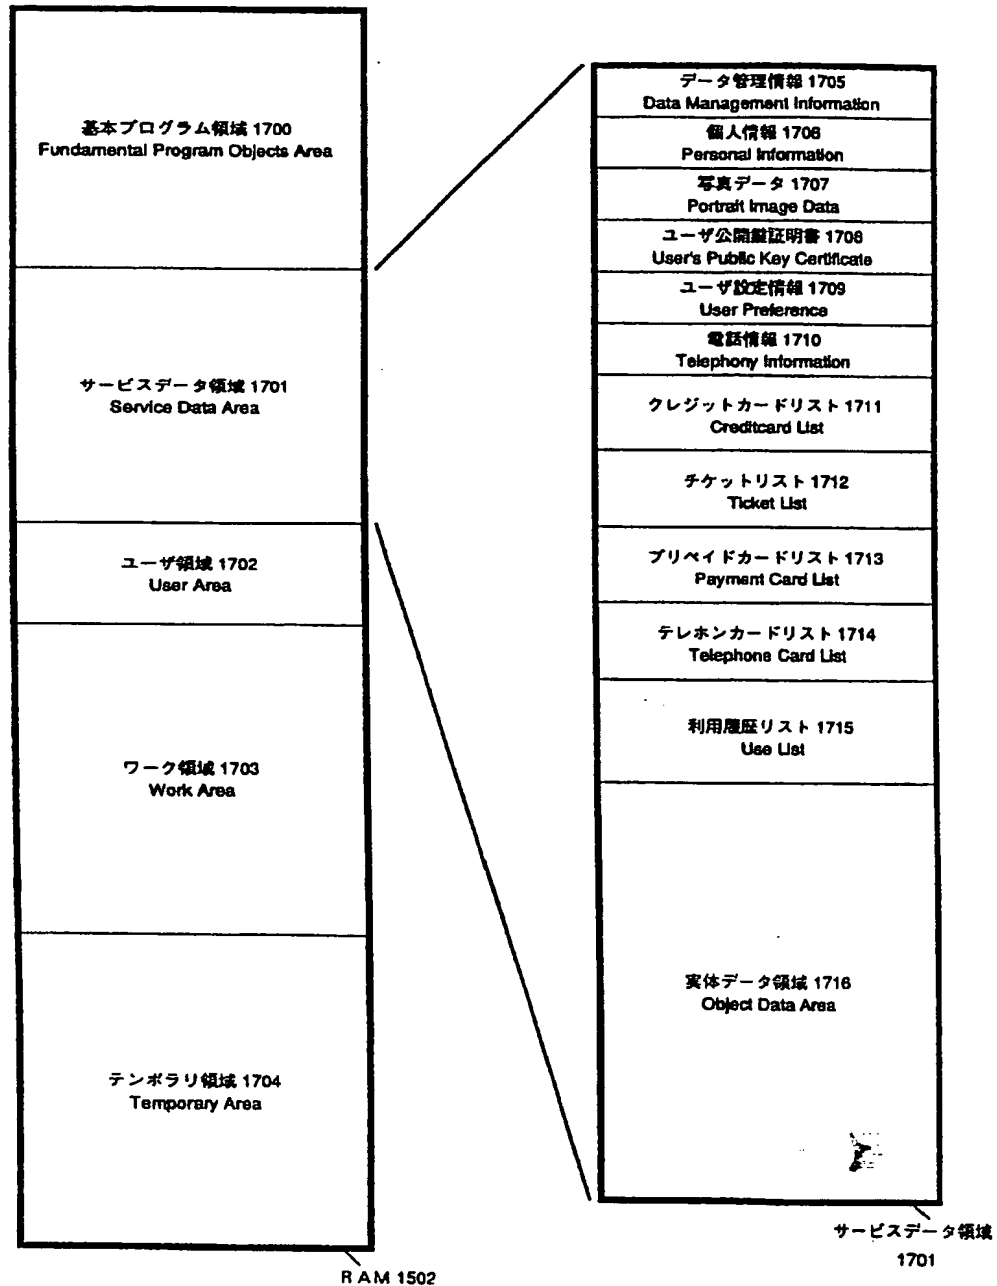 基本プログラム領域 1700
Fundamental Program Objects Area
サービスデータ領域 1701
Service Data Area
ユーザ領域 1702
User Area
ワーク領域 1703
Work Area
テンポラリ領域 1704
Temporary Area
RAM 1502
データ管理情報 1705
Data Management Information
個人情報 1706
Personal Information
写真データ 1707
Portrait Image Data
ユーザ公開鍵証明書 1708
User's Public Key Certificate
ユーザ設定情報 1709
User Preference
電話情報 1710
Telephony Information
クレジットカードリスト 1711
Creditcard List
チケットリスト 1712
Ticket List
プリペイドカードリスト 1713
Payment Card List
テレホンカードリスト 1714
Telephone Card List
利用履歴リスト 1715
Use List
実体データ領域 1716
Object Data Area
サービスデータ領域
1701